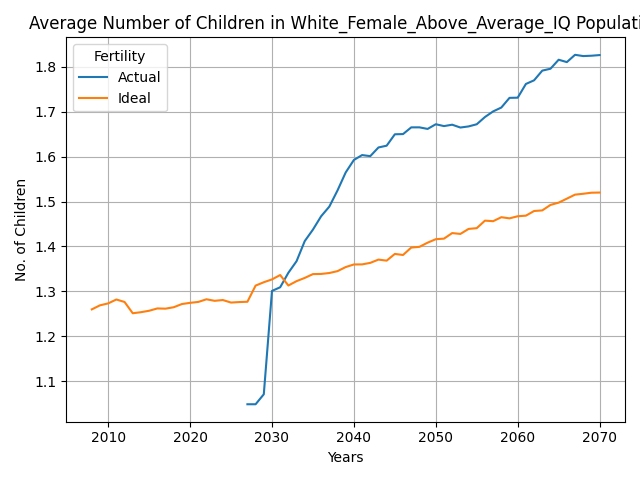 Average Number of Children in White_Female_Above_Average_IQ Populati
Fertility
Actual
Ideal
No. of Children
1.8
1.7
1.6
1.5
1.4
1.3
1.2
1.1
2010 2020 2030 2040 2050 2060 2070
Years